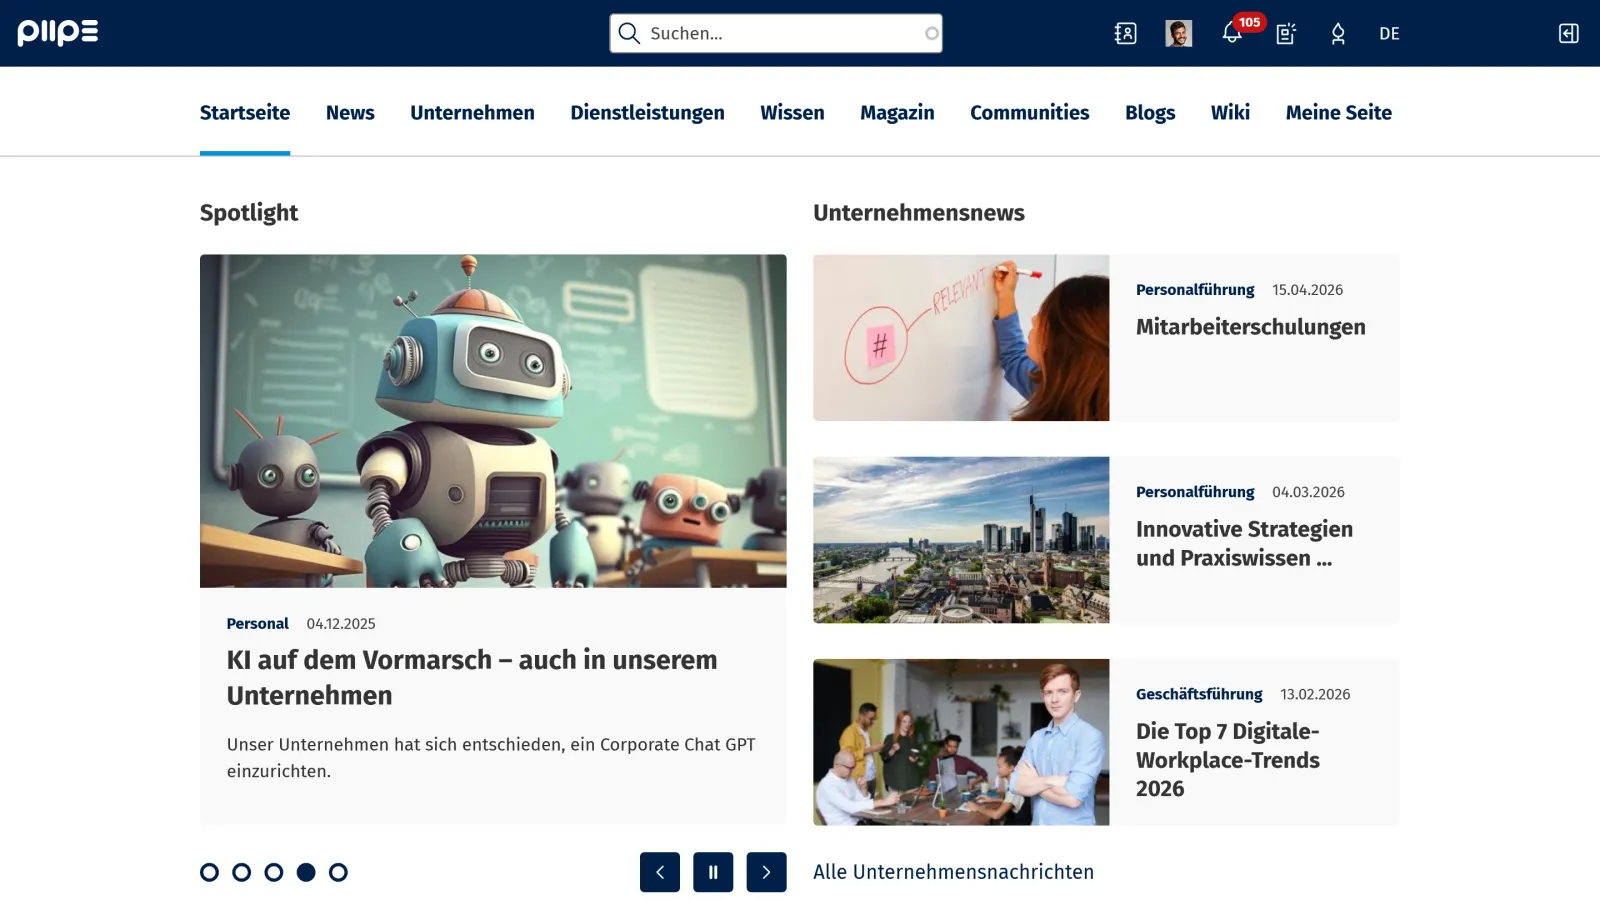 piipe
Suchen...
105
DE
Startseite
News
Unternehmen
Dienstleistungen
Wissen
Magazin
Communities
Blogs
Wiki
Meine Seite
Spotlight
Personal 04.12.2025
KI auf dem Vormarsch – auch in unserem
Unternehmen
Unser Unternehmen hat sich entschieden, ein Corporate Chat GPT
einzurichten.
Unternehmensnews
RELEVANT
#
Personalführung 15.04.2026
Mitarbeiterschulungen
Personalführung 04.03.2026
Innovative Strategien
und Praxiswissen ...
Geschäftsführung 13.02.2026
Die Top 7 Digitale-
Workplace-Trends
2026
Alle Unternehmensnachrichten